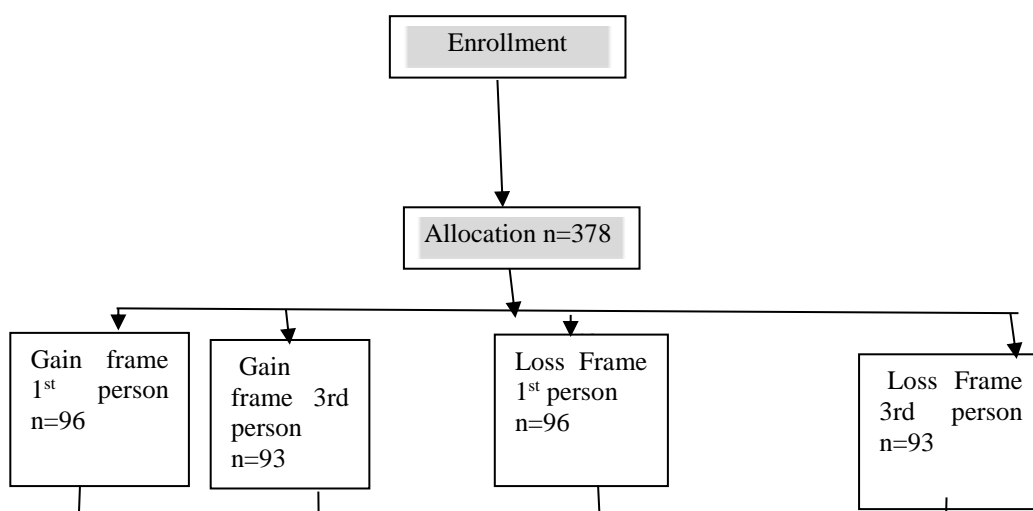 Enrollment
Allocation n=378
Gain frame
1st person
n=96
Gain
frame 3rd
person
n=93
Loss Frame
1st person
n=96
Loss Frame
3rd person
n=93